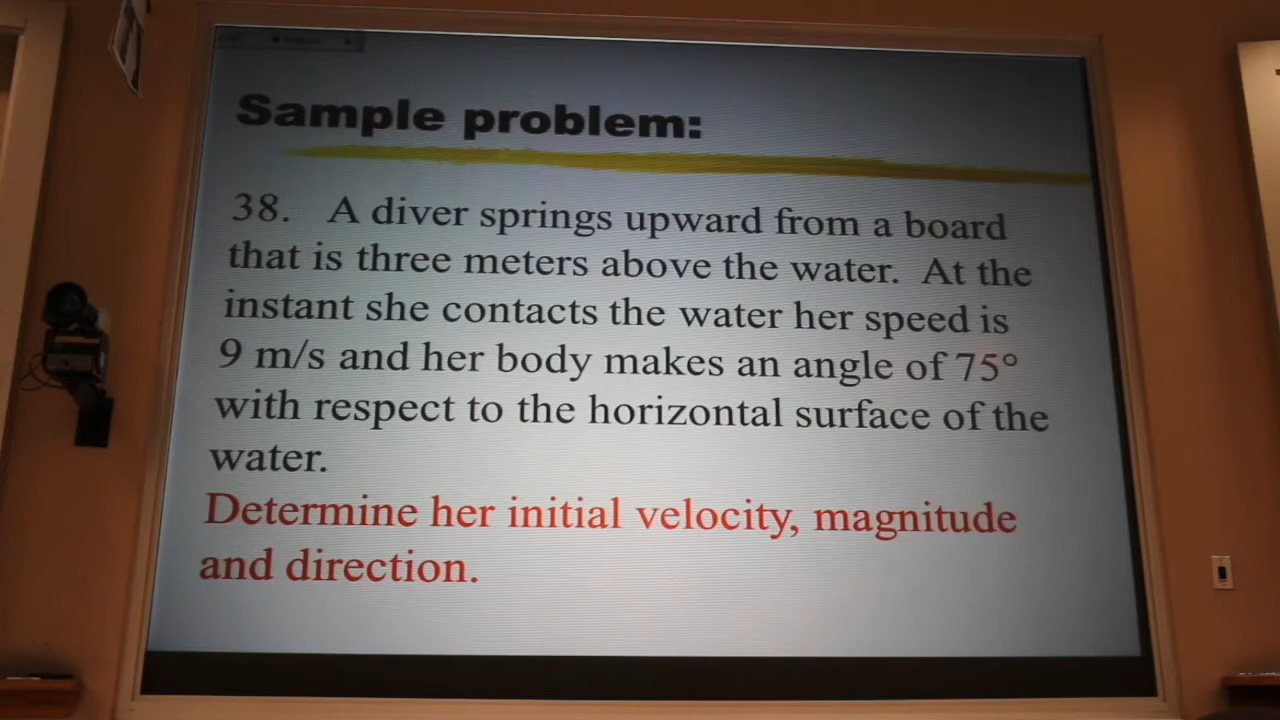 Sample problem:
38. A diver springs upward from a board
that is three meters above the water. At the
instant she contacts the water her speed is
9 m/s and her body makes an angle of 75°
with respect to the horizontal surface of the
water.
Determine her initial velocity, magnitude
and direction.